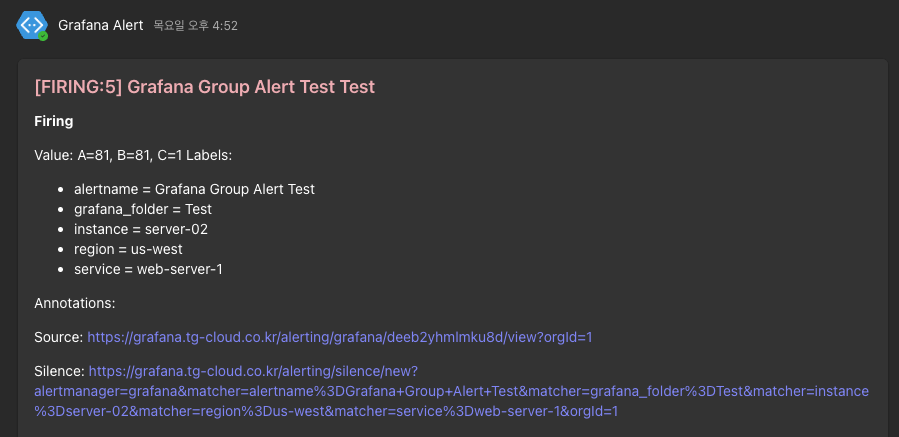 Grafana Alert 목요일 오후 4:52
[FIRING:5] Grafana Group Alert Test Test
Firing
Value: A=81, B=81, C=1 Labels:
• alertname = Grafana Group Alert Test
• grafana_folder = Test
• instance = server-02
• region = us-west
• service = web-server-1
Annotations:
Source: https://grafana.tg-cloud.co.kr/alerting/grafana/deeb2yhmlmku8d/view?orgId=1
Silence: https://grafana.tg-cloud.co.kr/alerting/silence/new?
alertmanager=grafana&matcher=alertname%3DGrafana+Group+Alert+Test&matcher=grafana_folder%3DTest&matcher=instance
%3Dserver-02&matcher=region%3Dus-west&matcher=service%3Dweb-server-1&orgId=1